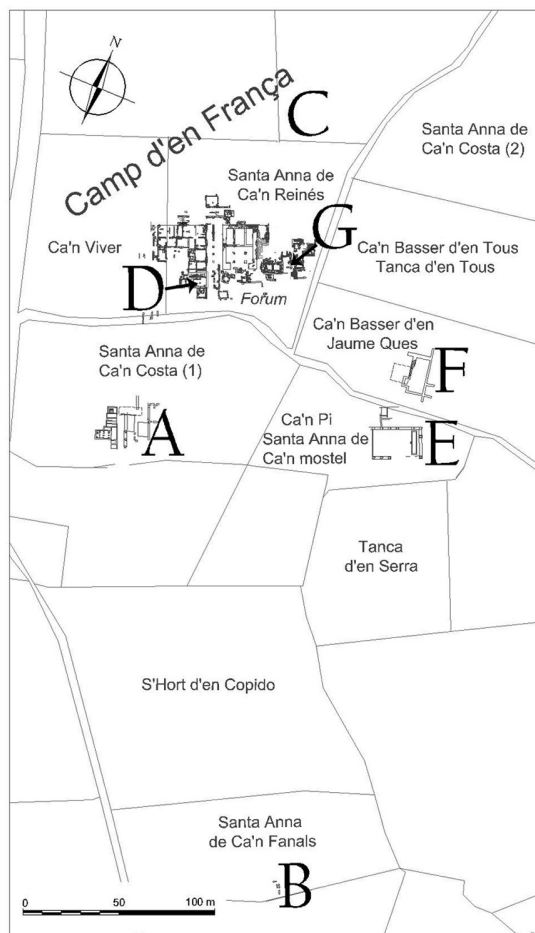 N
Camp d'en França
C
Santa Anna de
Ca'n Costa (2)
Santa Anna de
Ca'n Reinés
G
Ca'n Viver
Ca'n Basser d'en Tous
Tanca d'en Tous
D
Forum
Ca'n Basser d'en
Jaume Ques
Santa Anna de
Ca'n Costa (1)
F
A
Ca'n Pi
Santa Anna de
Ca'n mostel
E
Tanca
d'en Serra
S'Hort d'en Copido
Santa Anna
de Ca'n Fanals
B
0 50 100 m